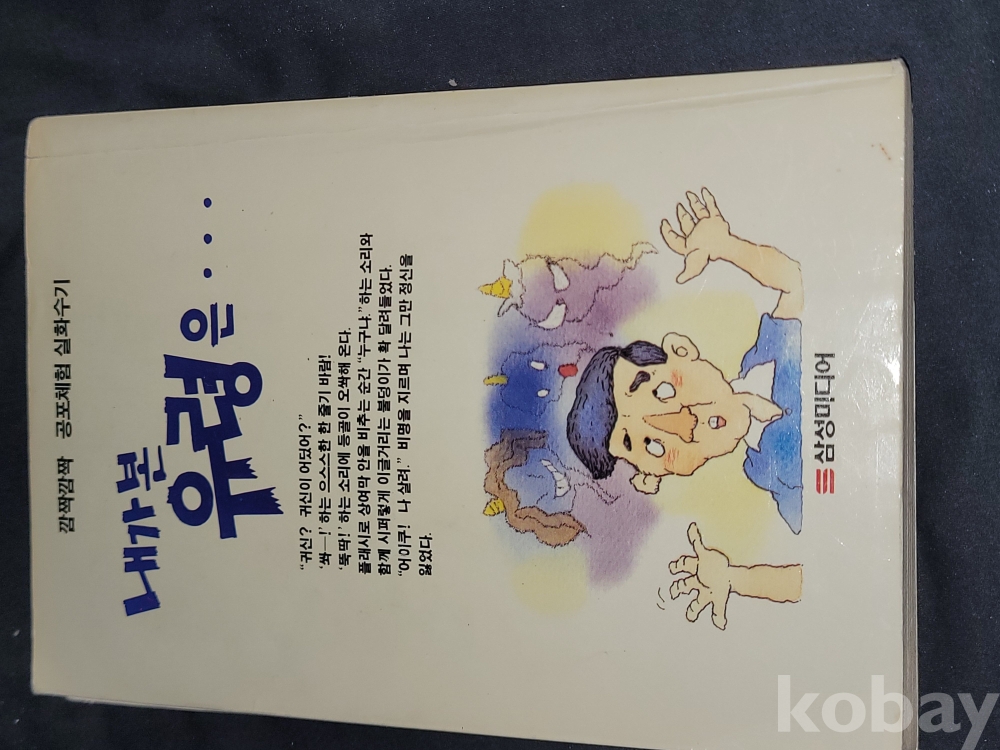 깜짝깜짝 공포체험 실화수기
내가 본
유령은....
“귀신? 귀신이 어딨어?”
‘쏴—!’ 하는 으스스한 한 줄기 바람!
‘뚝딱!’ 하는 소리에 등골이 오싹해 온다.
플래시로 상여막 안을 비추는 순간 “누구냐.” 하는 소리와
함께 시퍼렇게 이글거리는 불덩이가 확 달려들었다.
“어이쿠! 나 살려.” 비명을 지르며 나는 그만 정신을
잃었다.
삼성미디어
kobay